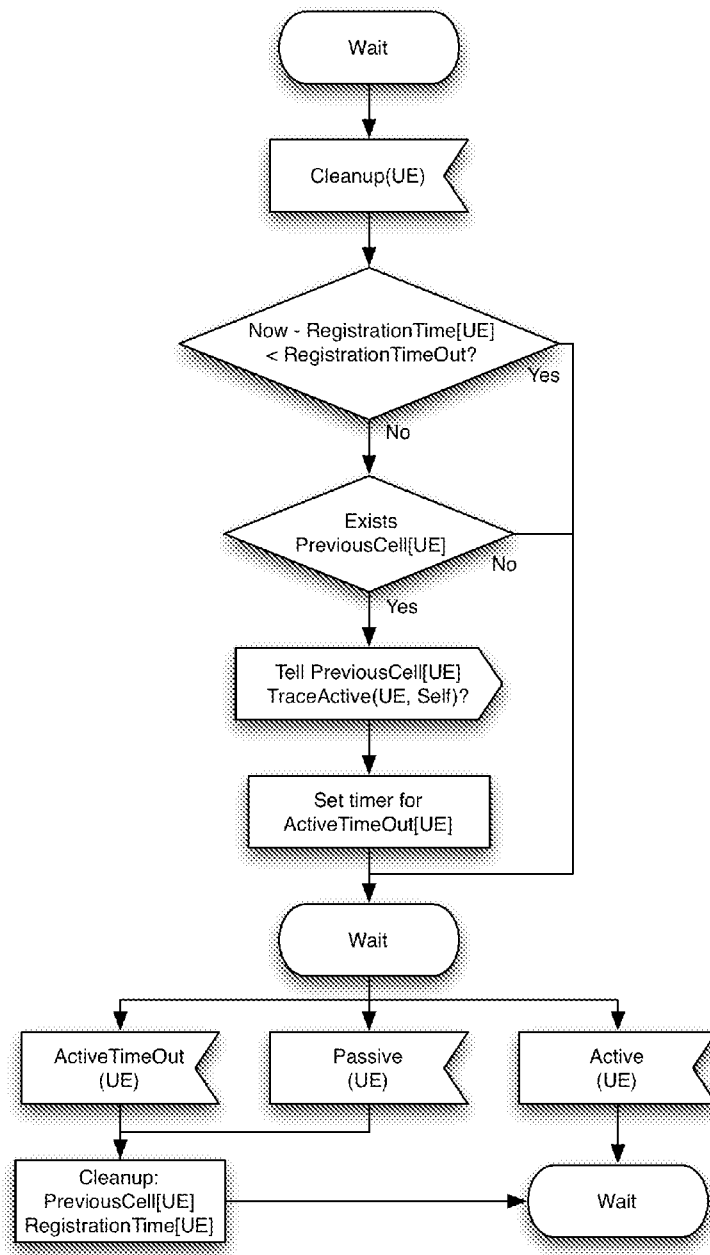 Wait
Cleanup(UE)
Now - RegistrationTime[UE]
< RegistrationTimeOut?
Yes
No
Exists
PreviousCell[UE]
No
Yes
Tell PreviousCell[UE]
TraceActive(UE, Self)?
Set timer for
ActiveTimeOut[UE]
Wait
ActiveTimeOut
(UE)
Passive
(UE)
Active
(UE)
Cleanup:
PreviousCell[UE]
RegistrationTime[UE]
Wait